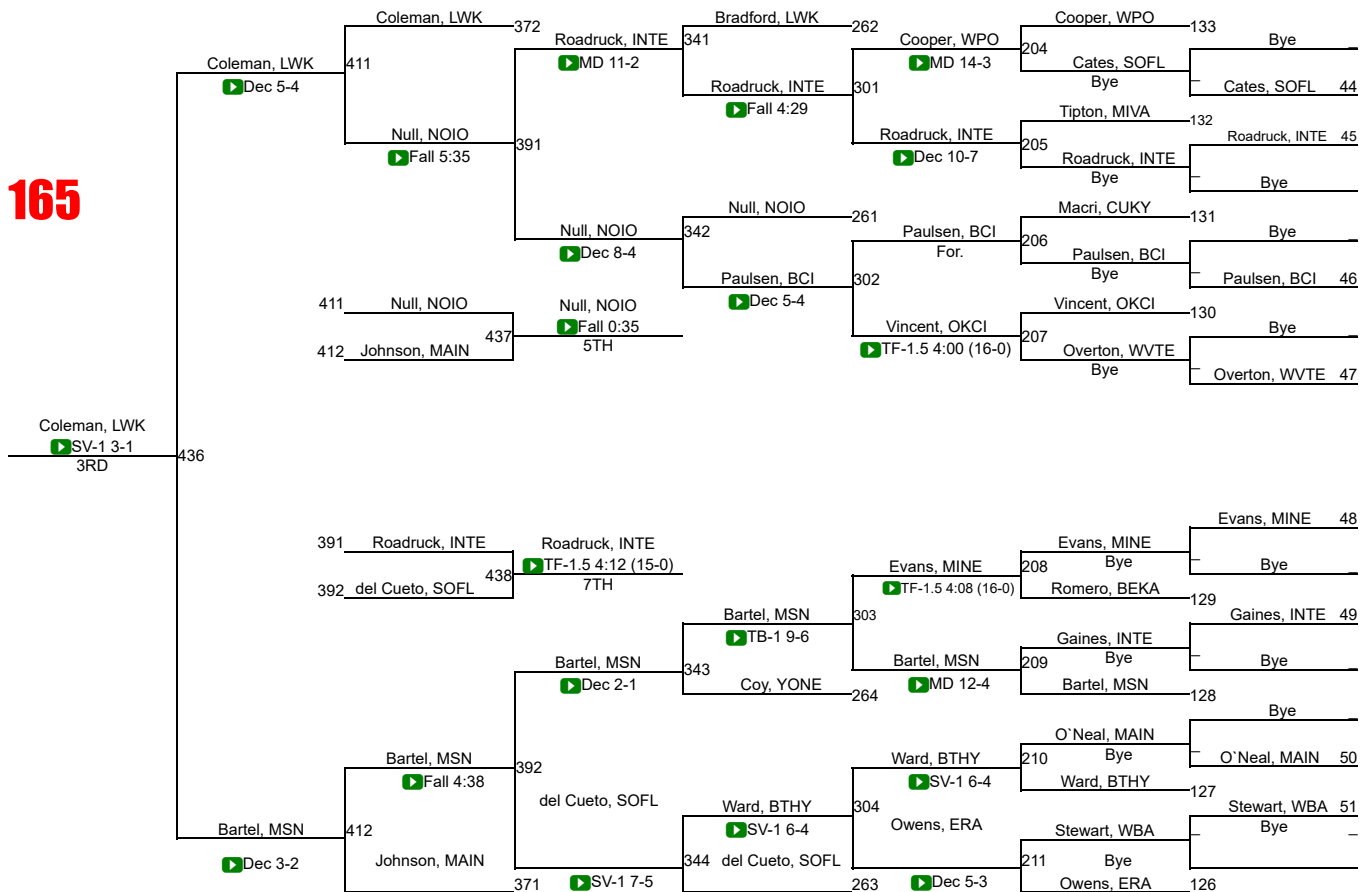 Coleman, LWK
372
Bradford, LWK
262
Cooper, WPO
133
Bye
_
Roadruck, INTE
341
Cooper, WPO
204
MD 11-2
MD 14-3
Cates, SOFL
Bye
_
Cates, SOFL 44
Coleman, LWK
411
Dec 5-4
Roadruck, INTE
301
Fall 4:29
Tipton, MIVA
132
Null, NOIO
391
Fall 5:35
Roadruck, INTE
205
Dec 10-7
Roadruck, INTE 45
Roadruck, INTE
Bye
_
Bye
_
165
Null, NOIO
261
Macri, CUKY
131
Null, NOIO
342
Dec 8-4
Paulsen, BCI
206
For.
Bye
_
Paulsen, BCI
Bye
_
Paulsen, BCI 46
Paulsen, BCI
302
Dec 5-4
411 Null, NOIO
Null, NOIO
437
Fall 0:35
5TH
412 Johnson, MAIN
Vincent, OKCI
130
Vincent, OKCI
207
TF-1.5 4:00 (16-0)
Bye
_
Overton, WVTE
Bye
_
Overton, WVTE 47
Coleman, LWK
SV-1 3-1
3RD
436
391 Roadruck, INTE
Roadruck, INTE
438
TF-1.5 4:12 (15-0)
7TH
392 del Cueto, SOFL
Evans, MINE 48
Evans, MINE
Bye
_
Bye
_
Evans, MINE
208
TF-1.5 4:08 (16-0)
Romero, BEKA
129
Bartel, MSN
303
TB-1 9-6
Gaines, INTE 49
Gaines, INTE
Bye
_
Bye
_
Bartel, MSN
343
Dec 2-1
Bartel, MSN
209
MD 12-4
Coy, YONE
264
Bartel, MSN
128
Bye
_
O`Neal, MAIN
Bye
_
O`Neal, MAIN 50
Bartel, MSN
392
Fall 4:38
Ward, BTHY
210
SV-1 6-4
Ward, BTHY
127
del Cueto, SOFL
Ward, BTHY
304
SV-1 6-4
Stewart, WBA 51
Bartel, MSN
412
Dec 3-2
Owens, ERA
Stewart, WBA
_
Bye
_
Johnson, MAIN
344
del Cueto, SOFL
211
Bye
371
SV-1 7-5
263
Dec 5-3
Owens, ERA
126